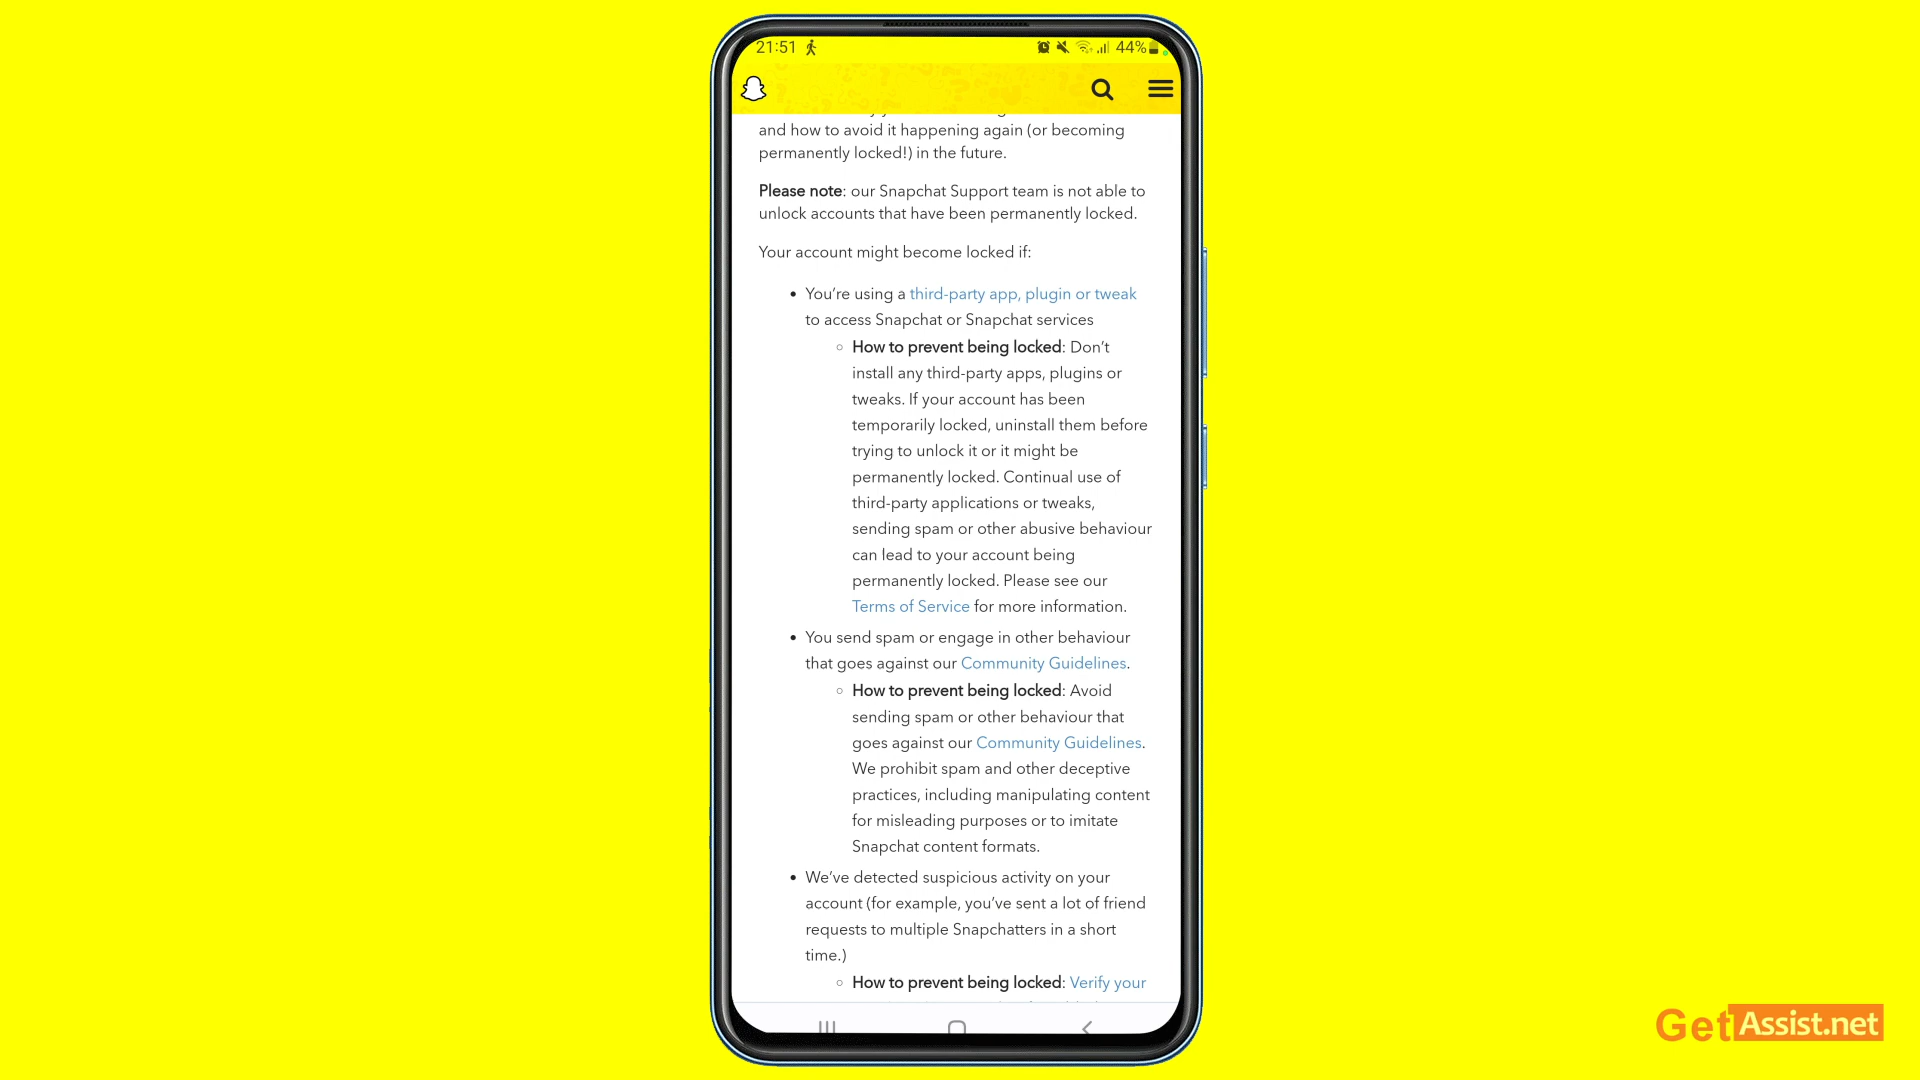 21:51
44%
and how to avoid it happening again (or becoming
permanently locked!) in the future.
Please note: our Snapchat Support team is not able to
unlock accounts that have been permanently locked.
Your account might become locked if:
• You’re using a third-party app, plugin or tweak
to access Snapchat or Snapchat services
◦ How to prevent being locked: Don’t
install any third-party apps, plugins or
tweaks. If your account has been
temporarily locked, uninstall them before
trying to unlock it or it might be
permanently locked. Continual use of
third-party applications or tweaks,
sending spam or other abusive behaviour
can lead to your account being
permanently locked. Please see our
Terms of Service for more information.
• You send spam or engage in other behaviour
that goes against our Community Guidelines.
◦ How to prevent being locked: Avoid
sending spam or other behaviour that
goes against our Community Guidelines.
We prohibit spam and other deceptive
practices, including manipulating content
for misleading purposes or to imitate
Snapchat content formats.
• We’ve detected suspicious activity on your
account (for example, you’ve sent a lot of friend
requests to multiple Snapchatters in a short
time.)
◦ How to prevent being locked: Verify your
GetAssist.net